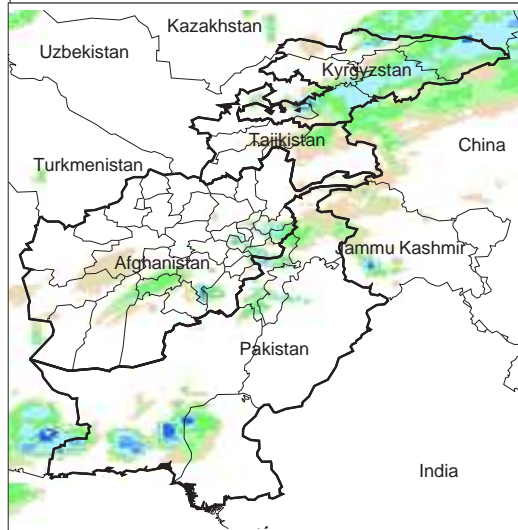 Kazakhstan
Uzbekistan
Kyrgyzstan
Tajikistan
China
Turkmenistan
Jammu Kashmir
Afghanistan
Pakistan
India